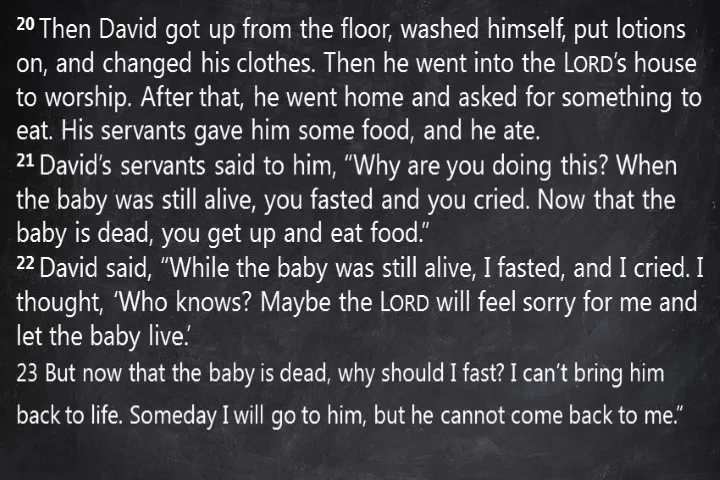 20 Then David got up from the floor, washed himself, put lotions
on, and changed his clothes. Then he went into the LORD’s house
to worship. After that, he went home and asked for something to
eat. His servants gave him some food, and he ate.
21 David’s servants said to him, “Why are you doing this? When
the baby was still alive, you fasted and you cried. Now that the
baby is dead, you get up and eat food.”
22 David said, “While the baby was still alive, I fasted, and I cried. I
thought, ‘Who knows? Maybe the LORD will feel sorry for me and
let the baby live.’
23 But now that the baby is dead, why should I fast? I can’t bring him
back to life. Someday I will go to him, but he cannot come back to me.”